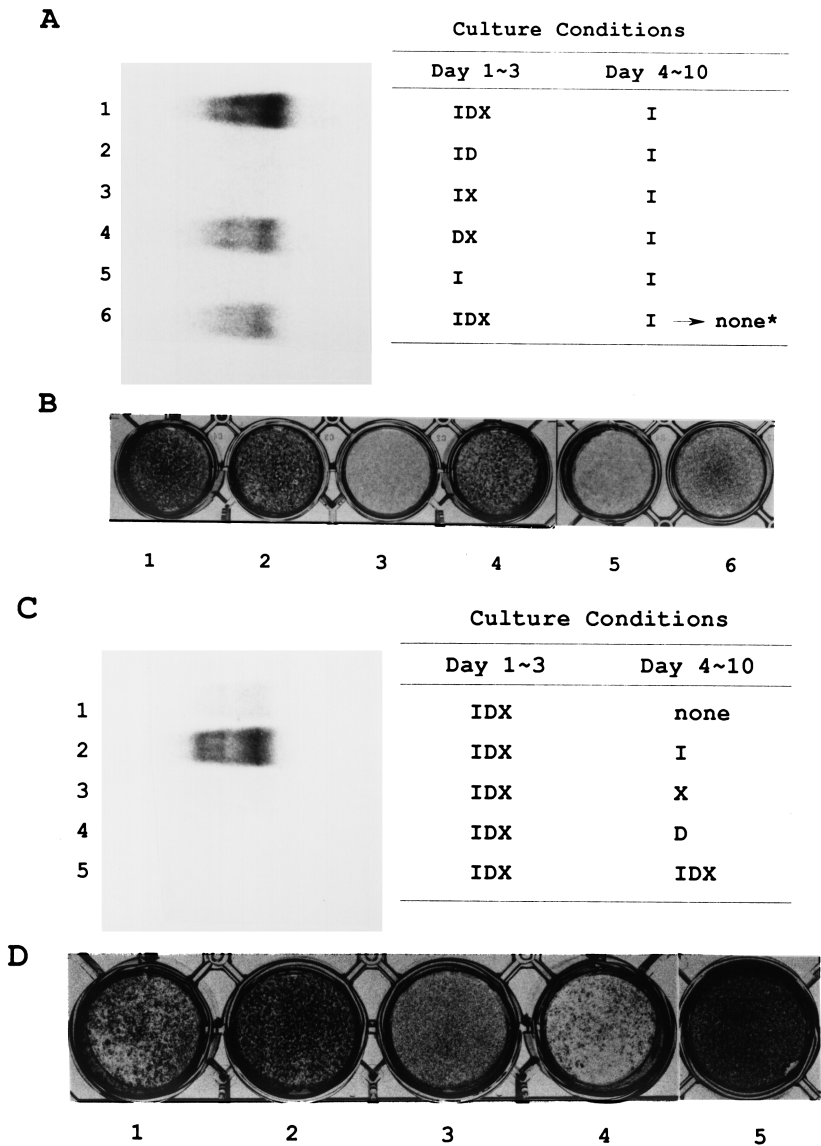 A
Culture Conditions
Day 1~3 Day 4~10
1 IDX I
2 ID I
3 IX I
4 DX I
5 I I
6 IDX I → none*
B
1 2 3 4 5 6
C
Culture Conditions
Day 1~3 Day 4~10
1 IDX none
2 IDX I
3 IDX X
4 IDX D
5 IDX IDX
D
1 2 3 4 5